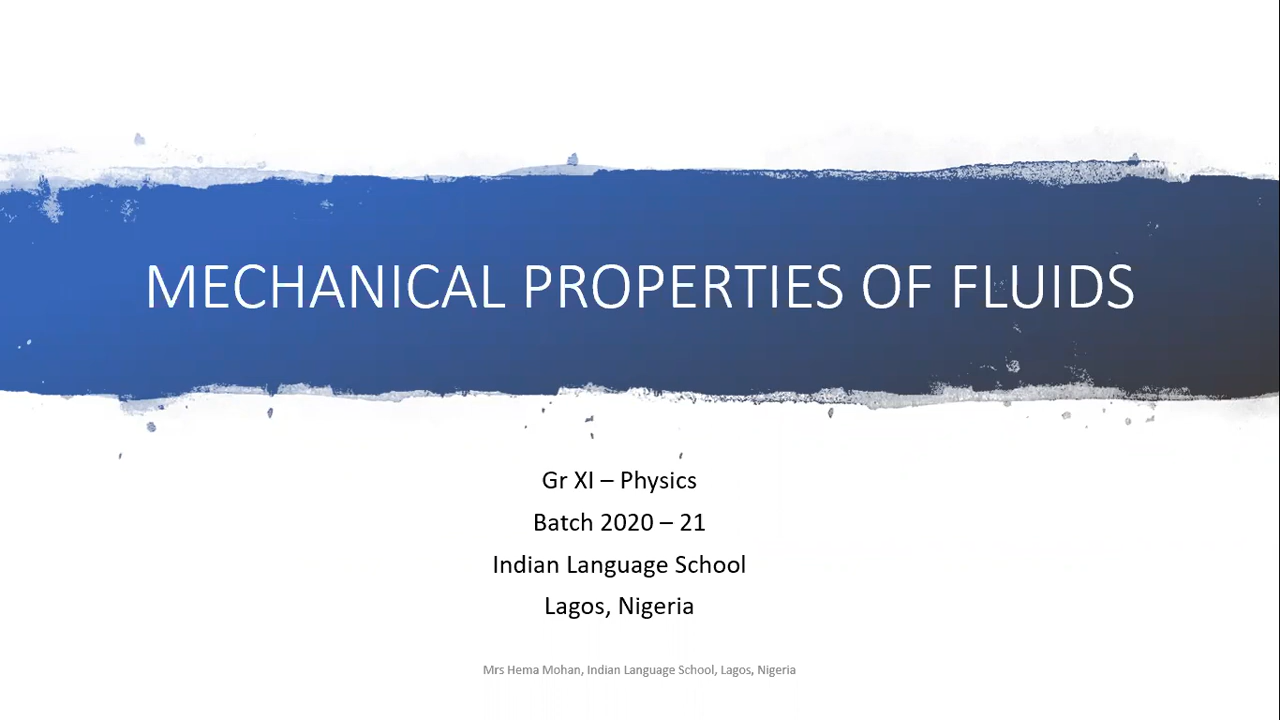 MECHANICAL PROPERTIES OF FLUIDS
Gr XI – Physics
Batch 2020 – 21
Indian Language School
Lagos, Nigeria
Mrs Hema Mohan, Indian Language School, Lagos, Nigeria